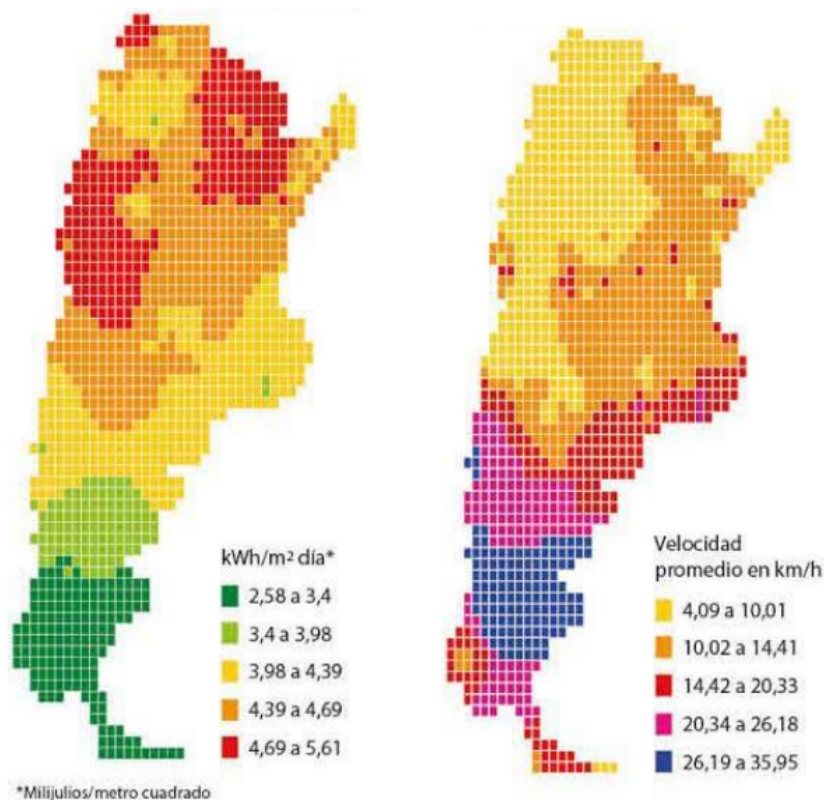 kWh/m² día*
2,58 a 3,4
3,4 a 3,98
3,98 a 4,39
4,39 a 4,69
4,69 a 5,61
*Milijulios/metro cuadrado
Velocidad
promedio en km/h
4,09 a 10,01
10,02 a 14,41
14,42 a 20,33
20,34 a 26,18
26,19 a 35,95